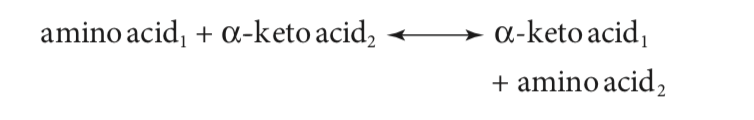 amino acid₁ + α-keto acid₂ ⟷ α-keto acid₁
+ amino acid₂